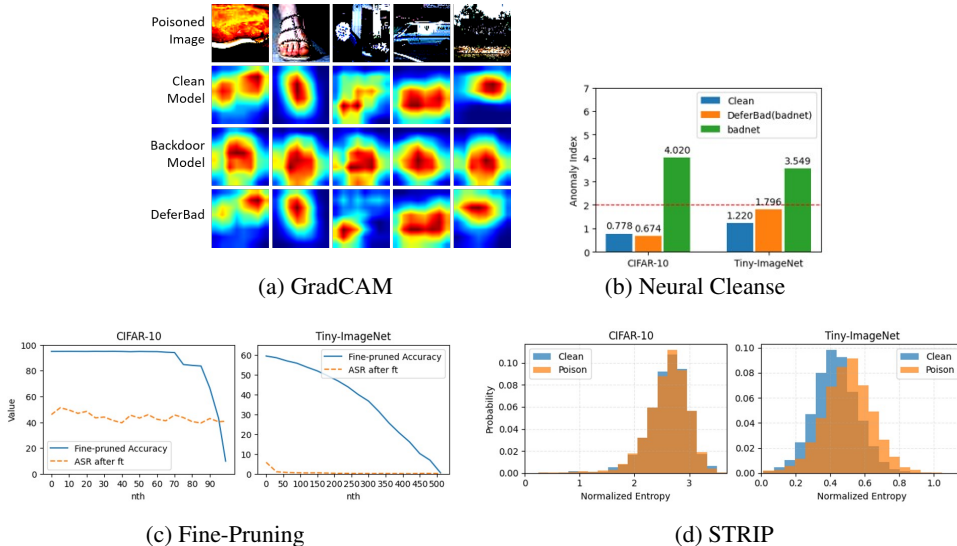 Poisoned
Image
Clean
Model
Backdoor
Model
DeferBad
(a) GradCAM
7
6
5
4
3
2
1
0
Anomaly Index
Clean
DeferBad(badnet)
badnet
0.778
0.674
4.020
1.220
1.796
3.549
CIFAR-10
Tiny-ImageNet
(b) Neural Cleanse
CIFAR-10
100
80
60
40
20
0
Value
Fine-pruned Accuracy
ASR after ft
0 10 20 30 40 50 60 70 80 90
nth
Tiny-ImageNet
60
50
40
30
20
10
0
Fine-pruned Accuracy
ASR after ft
0 50 100 150 200 250 300 350 400 450 500
nth
(c) Fine-Pruning
CIFAR-10
0.10
0.08
0.06
0.04
0.02
0.00
Probability
Clean
Poison
0 1 2 3
Normalized Entropy
Tiny-ImageNet
0.10
0.08
0.06
0.04
0.02
0.00
Clean
Poison
0.0 0.2 0.4 0.6 0.8 1.0
Normalized Entropy
(d) STRIP